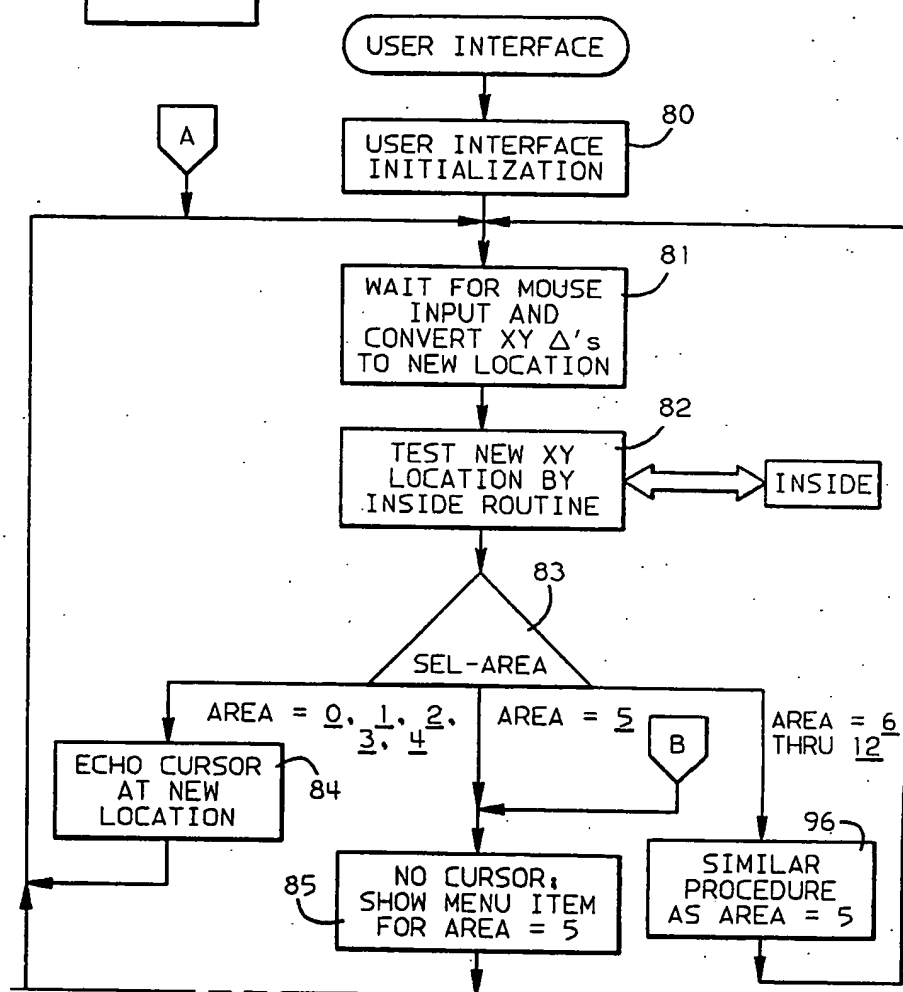 USER INTERFACE
A
USER INTERFACE
INITIALIZATION
80
81
WAIT FOR MOUSE
INPUT AND
CONVERT XY Δ's
TO NEW LOCATION
82
TEST NEW XY
LOCATION BY
INSIDE ROUTINE
INSIDE
83
SEL-AREA
AREA = 0, 1, 2,
3, 4
AREA = 5
B
AREA = 6
THRU 12
ECHO CURSOR
AT NEW
LOCATION
84
85
NO CURSOR;
SHOW MENU ITEM
FOR AREA = 5
96
SIMILAR
PROCEDURE
AS AREA = 5